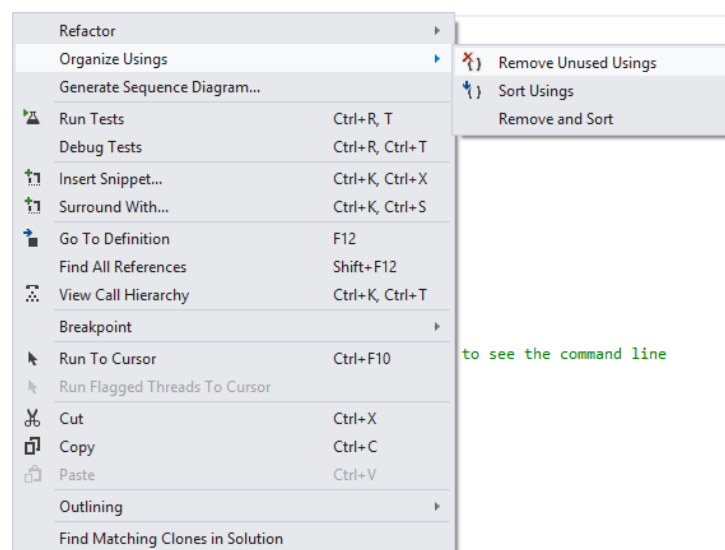 Refactor
Organize Usings
Remove Unused Usings
Generate Sequence Diagram...
Sort Usings
Run Tests Ctrl+R, T
Remove and Sort
Debug Tests Ctrl+R, Ctrl+T
Insert Snippet... Ctrl+K, Ctrl+X
Surround With... Ctrl+K, Ctrl+S
Go To Definition F12
Find All References Shift+F12
View Call Hierarchy Ctrl+K, Ctrl+T
Breakpoint
Run To Cursor Ctrl+F10
to see the command line
Run Flagged Threads To Cursor
Cut Ctrl+X
Copy Ctrl+C
Paste Ctrl+V
Outlining
Find Matching Clones in Solution